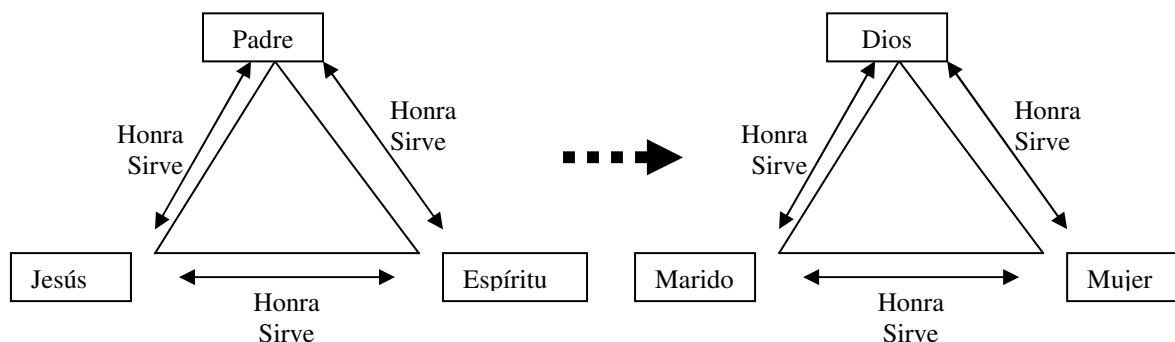 Padre
Honra
Sirve
Honra
Sirve
Jesús
Espíritu
Honra
Sirve
Dios
Honra
Sirve
Honra
Sirve
Marido
Mujer
Honra
Sirve